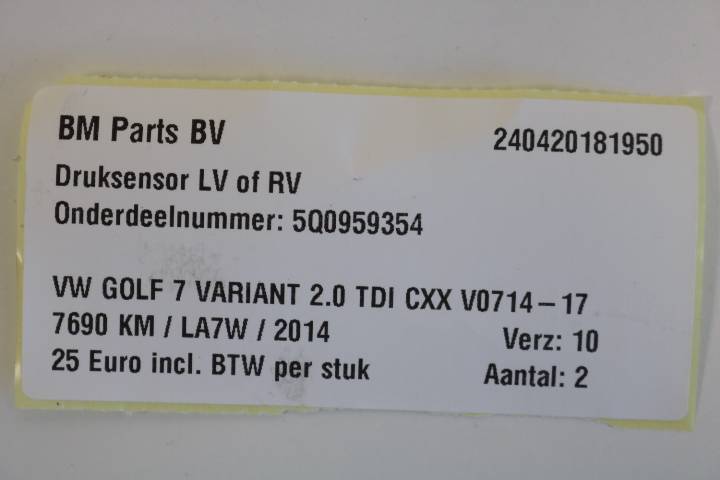 BM Parts BV 240420181950
Druksensor LV of RV
Onderdeelnummer: 5Q0959354
VW GOLF 7 VARIANT 2.0 TDI CXX V0714-17
7690 KM / LA7W / 2014 Verz: 10
25 Euro incl. BTW per stuk Aantal: 2